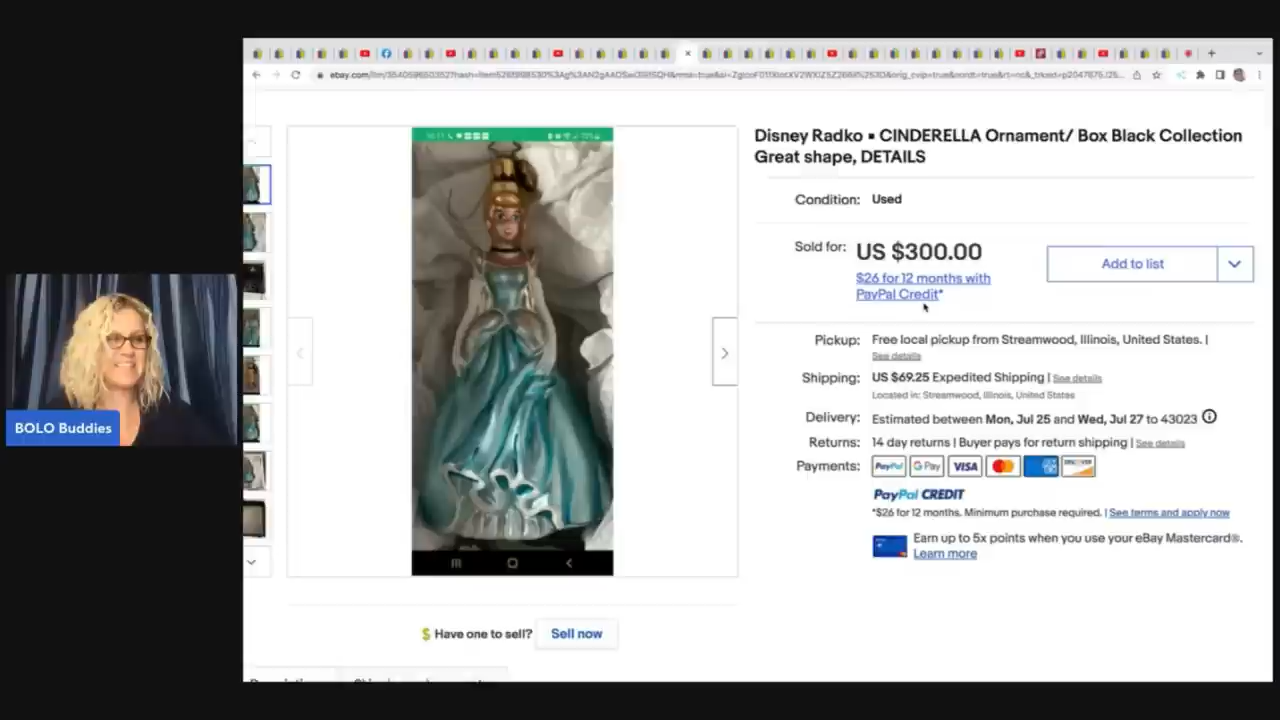 Disney Radko ▪ CINDERELLA Ornament/ Box Black Collection
Great shape, DETAILS
Condition: Used
Sold for: US $300.00
$26 for 12 months with
PayPal Credit*
Add to list
Pickup: Free local pickup from Streamwood, Illinois, United States. |
See details
Shipping: US $69.25 Expedited Shipping | See details
Located in: Streamwood, Illinois, United States
Delivery: Estimated between Mon, Jul 25 and Wed, Jul 27 to 43023
Returns: 14 day returns | Buyer pays for return shipping | See details
Payments: PayPal G Pay VISA DISCOVER
PayPal CREDIT
*$26 for 12 months. Minimum purchase required. | See terms and apply now
Earn up to 5x points when you use your eBay Mastercard®.
Learn more
BOLO Buddies
Have one to sell? Sell now